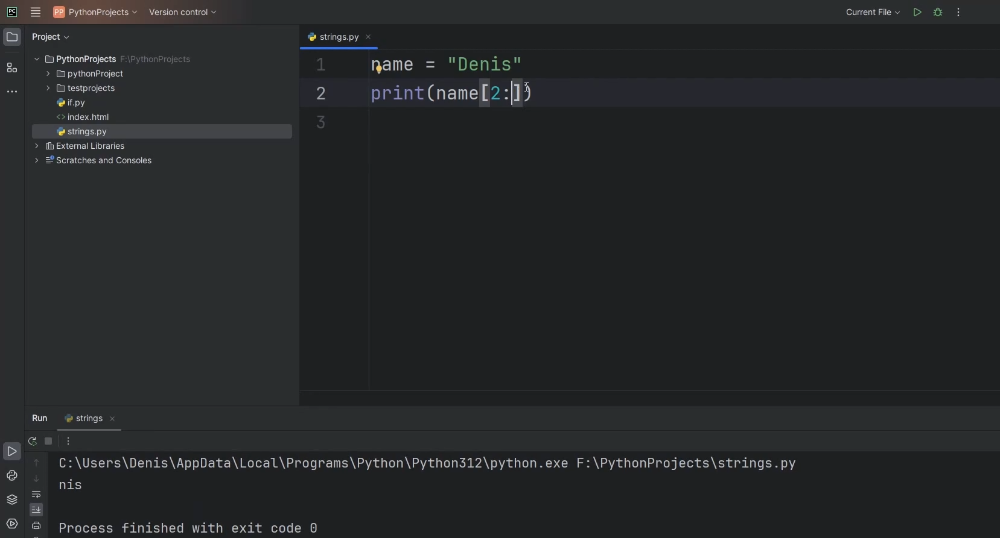 PC
PP PythonProjects
Version control
Current File
Project
strings.py
PythonProjects F:\PythonProjects
pythonProject
testprojects
if.py
<> index.html
strings.py
External Libraries
Scratches and Consoles
1 name = "Denis"
2 print(name[2:])
3
Run strings
C:\Users\Denis\AppData\Local\Programs\Python\Python312\python.exe F:\PythonProjects\strings.py
nis
Process finished with exit code 0